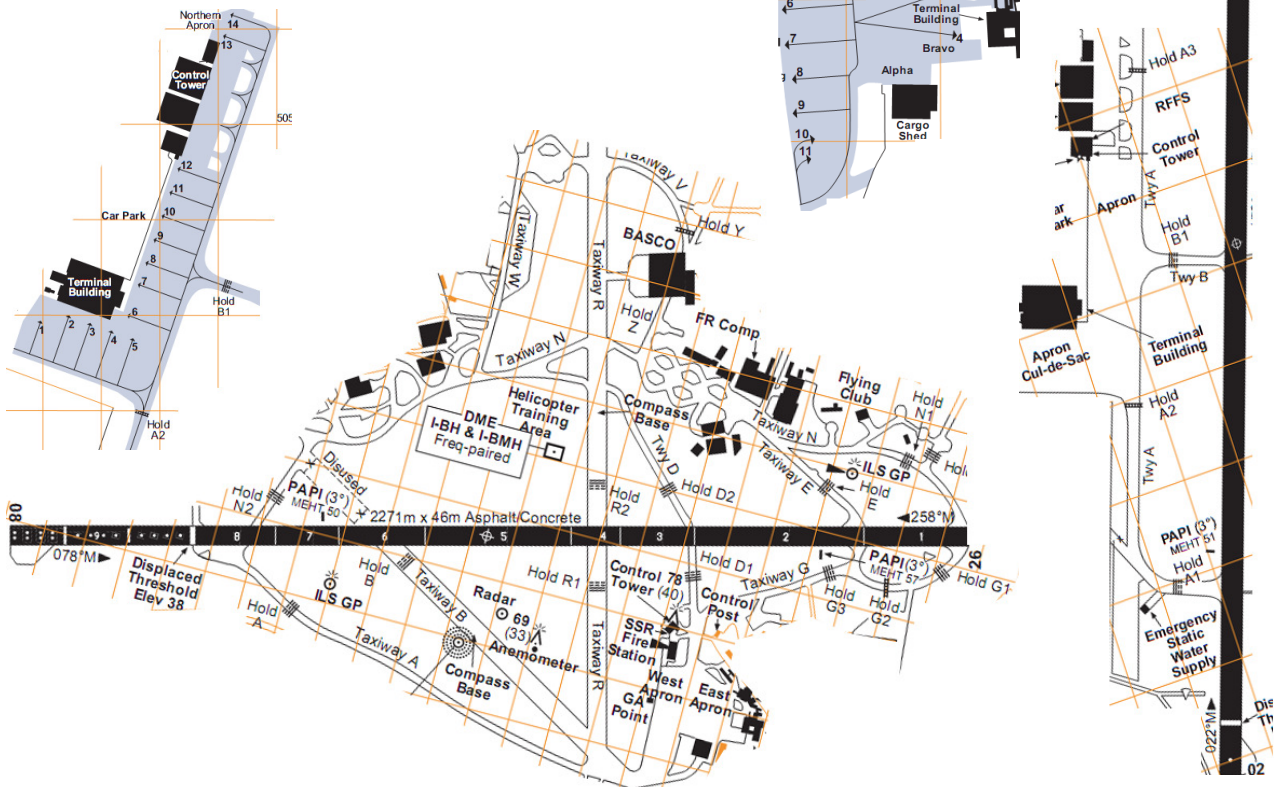 Northern
Apron
14
13
Control
Tower
505
12
11
Car Park
10
9
8
7
Terminal
Building
6
Hold
B1
1
2
3
4
5
Hold
A2
6
7
8
9
10
11
Terminal
Building
4
Bravo
Alpha
Cargo
Shed
Hold A3
RFFS
Control
Tower
Twy A
Apron
Hold
B1
Twy B
Terminal
Building
Apron
Cul-de-Sac
Hold
A2
Twy A
PAPI (3°)
MEHT 51
Hold
A1
Emergency
Static
Water
Supply
022°M
02
Taxiway V
Hold Y
Taxiway W
BASCO
Taxiway R
Hold
Z
FR Comp
Taxiway N
Flying
Club
Hold
N1
Helicopter
Training
Area
Compass
Base
DME
I-BH & I-BMH
Freq-paired
Taxiway N
Twy D
Taxiway E
ILS GP
Hold
E
Disused
PAPI (3°)
MEHT 50
Hold
N2
Hold
R2
Hold D2
08
2271m x 46m Asphalt/Concrete
258°M
9
8
7
6
5
4
3
2
1
26
078°M
Displaced
Threshold
Elev 38
Hold
B
ILS GP
Hold
A
Taxiway B
Taxiway A
Radar
69
(33)
Anemometer
Compass
Base
Hold R1
Taxiway R
Control 78
Tower (40)
Hold D1
Control
Post
Taxiway G
PAPI (3°
MEHT 57
Hold
G3
Hold
G2
Hold G1
SSR
Fire
Station
West
Apron
East
Apron
GA
Point